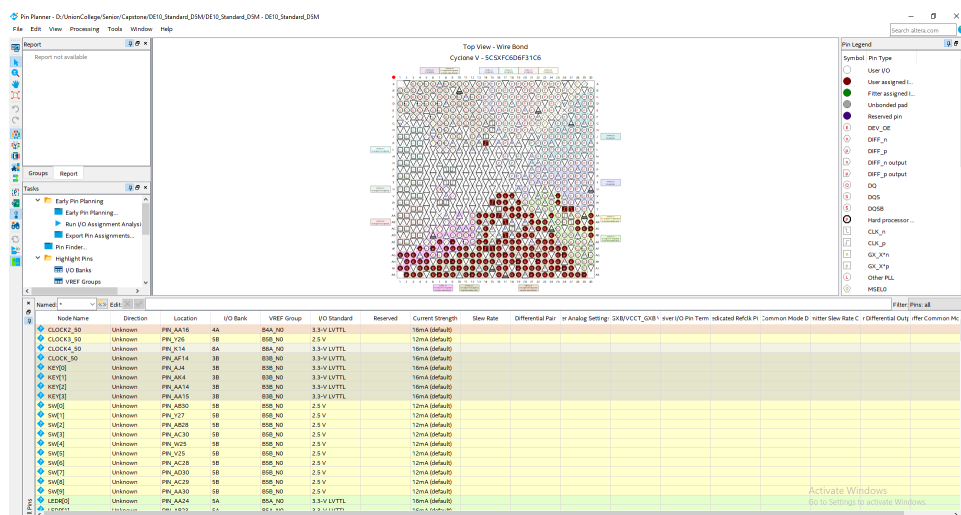 Pin Planner - D:/UnionCollege/Senior/Capstone/DE10_Standard_D5M/DE10_Standard_D5M - DE10_Standard_D5M
File Edit View Processing Tools Window Help
Search altera.com
Report
Report not available
Groups Report
Tasks
Early Pin Planning
Early Pin Planning...
Run I/O Assignment Analysi
Export Pin Assignments...
Pin Finder...
Highlight Pins
I/O Banks
VREF Groups
Top View - Wire Bond
Cyclone V - 5CSXFC6D6F31C6
Pin Legend
Symbol Pin Type
User I/O
User assigned I...
Fitter assigned I...
Unbonded pad
Reserved pin
DEV_OE
DIFF_n
DIFF_p
DIFF_n output
DIFF_p output
DQ
DQS
DQSB
Hard processor ...
CLK_n
CLK_p
GX_X*n
GX_X*p
Other PLL
MSEL0
Named: * Edit: Filter: Pins: all
Node Name Direction Location I/O Bank VREF Group I/O Standard Reserved Current Strength Slew Rate Differential Pair
CLOCK2_50 Unknown PIN_AA16 4A B4A_N0 3.3-V LVTTL 16mA (default)
CLOCK3_50 Unknown PIN_Y26 5B B5B_N0 2.5 V 12mA (default)
CLOCK4_50 Unknown PIN_K14 8A B8A_N0 3.3-V LVTTL 16mA (default)
CLOCK_50 Unknown PIN_AF14 3B B3B_N0 3.3-V LVTTL 16mA (default)
KEY[0] Unknown PIN_AJ4 3B B3B_N0 3.3-V LVTTL 16mA (default)
KEY[1] Unknown PIN_AK4 3B B3B_N0 3.3-V LVTTL 16mA (default)
KEY[2] Unknown PIN_AA14 3B B3B_N0 3.3-V LVTTL 16mA (default)
KEY[3] Unknown PIN_AA15 3B B3B_N0 3.3-V LVTTL 16mA (default)
SW[0] Unknown PIN_AB30 5B B5B_N0 2.5 V 12mA (default)
SW[1] Unknown PIN_Y27 5B B5B_N0 2.5 V 12mA (default)
SW[2] Unknown PIN_AB28 5B B5B_N0 2.5 V 12mA (default)
SW[3] Unknown PIN_AC30 5B B5B_N0 2.5 V 12mA (default)
SW[4] Unknown PIN_W25 5B B5B_N0 2.5 V 12mA (default)
SW[5] Unknown PIN_V25 5B B5B_N0 2.5 V 12mA (default)
SW[6] Unknown PIN_AC28 5B B5B_N0 2.5 V 12mA (default)
SW[7] Unknown PIN_AD30 5B B5B_N0 2.5 V 12mA (default)
SW[8] Unknown PIN_AC29 5B B5B_N0 2.5 V 12mA (default)
SW[9] Unknown PIN_AA30 5B B5B_N0 2.5 V 12mA (default)
LEDR[0] Unknown PIN_AA24 5A B5A_N0 3.3-V LVTTL 16mA (default)
Activate Windows
Go to Settings to activate Windows.